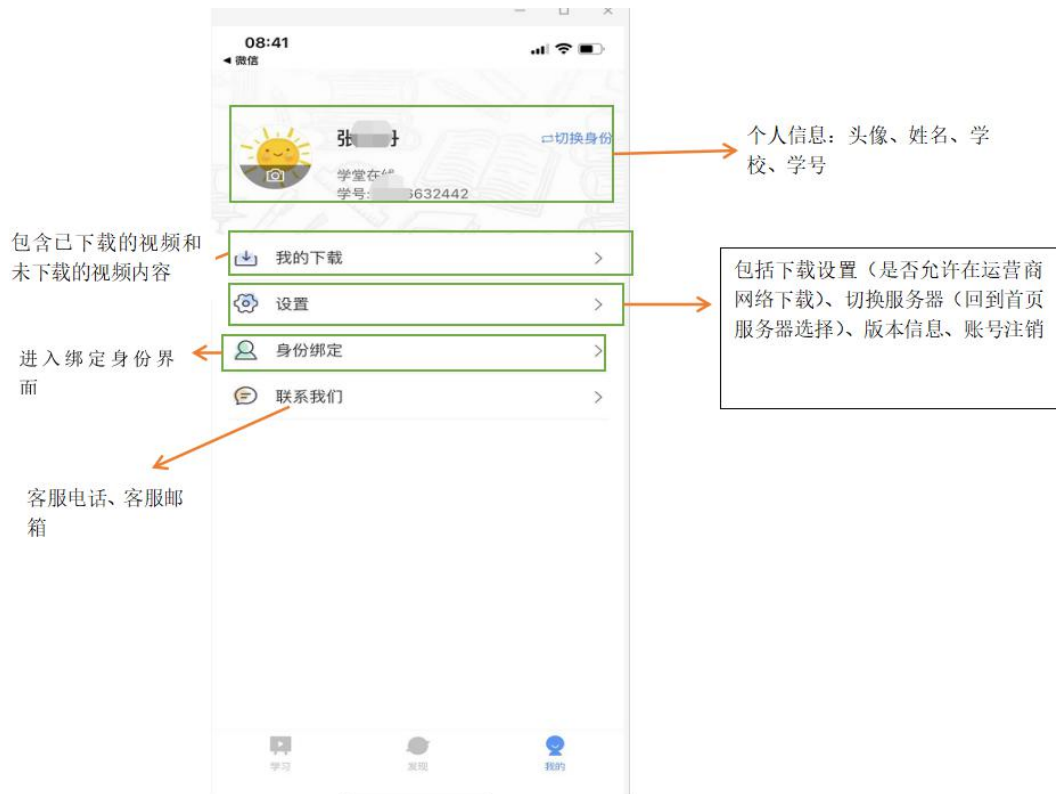 08:41
微信
张
切换身份
学堂在线
学号:
6632442
个人信息：头像、姓名、学
校、学号
包含已下载的视频和
未下载的视频内容
我的下载
设置
包括下载设置（是否允许在运营商
网络下载）、切换服务器（回到首页
服务器选择）、版本信息、账号注销
进入绑定身份界
面
身份绑定
联系我们
客服电话、客服邮
箱
学习
发现
我的